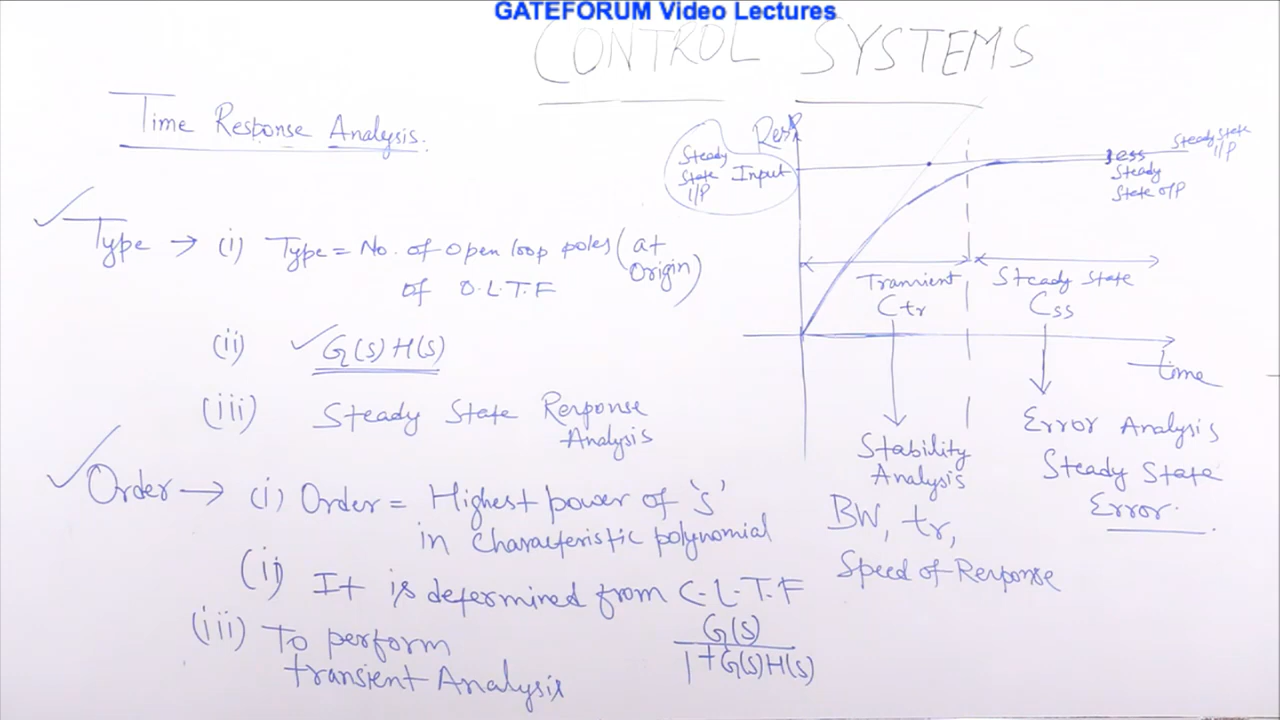 GATEFORUM Video Lectures
CONTROL SYSTEMS
Time Response Analysis.
Type → (i) Type = No. of open loop poles (at Origin)
of O.L.T.F
(ii) G(s) H(s)
(iii) Steady State Response
Analysis
Order → (i) Order = Highest power of 's'
in characteristic polynomial
(ii) It is determined from C.L.T.F
G(s)
1+G(s)H(s)
(iii) To perform
transient Analysis
Resp
Steady
State
I/P
Input
Steady State
I/P
ess
Steady
State O/P
Transient
Ctr
Steady State
Css
time
Stability
Analysis
BW, tr,
Speed of Response
Error Analysis
Steady State
Error.